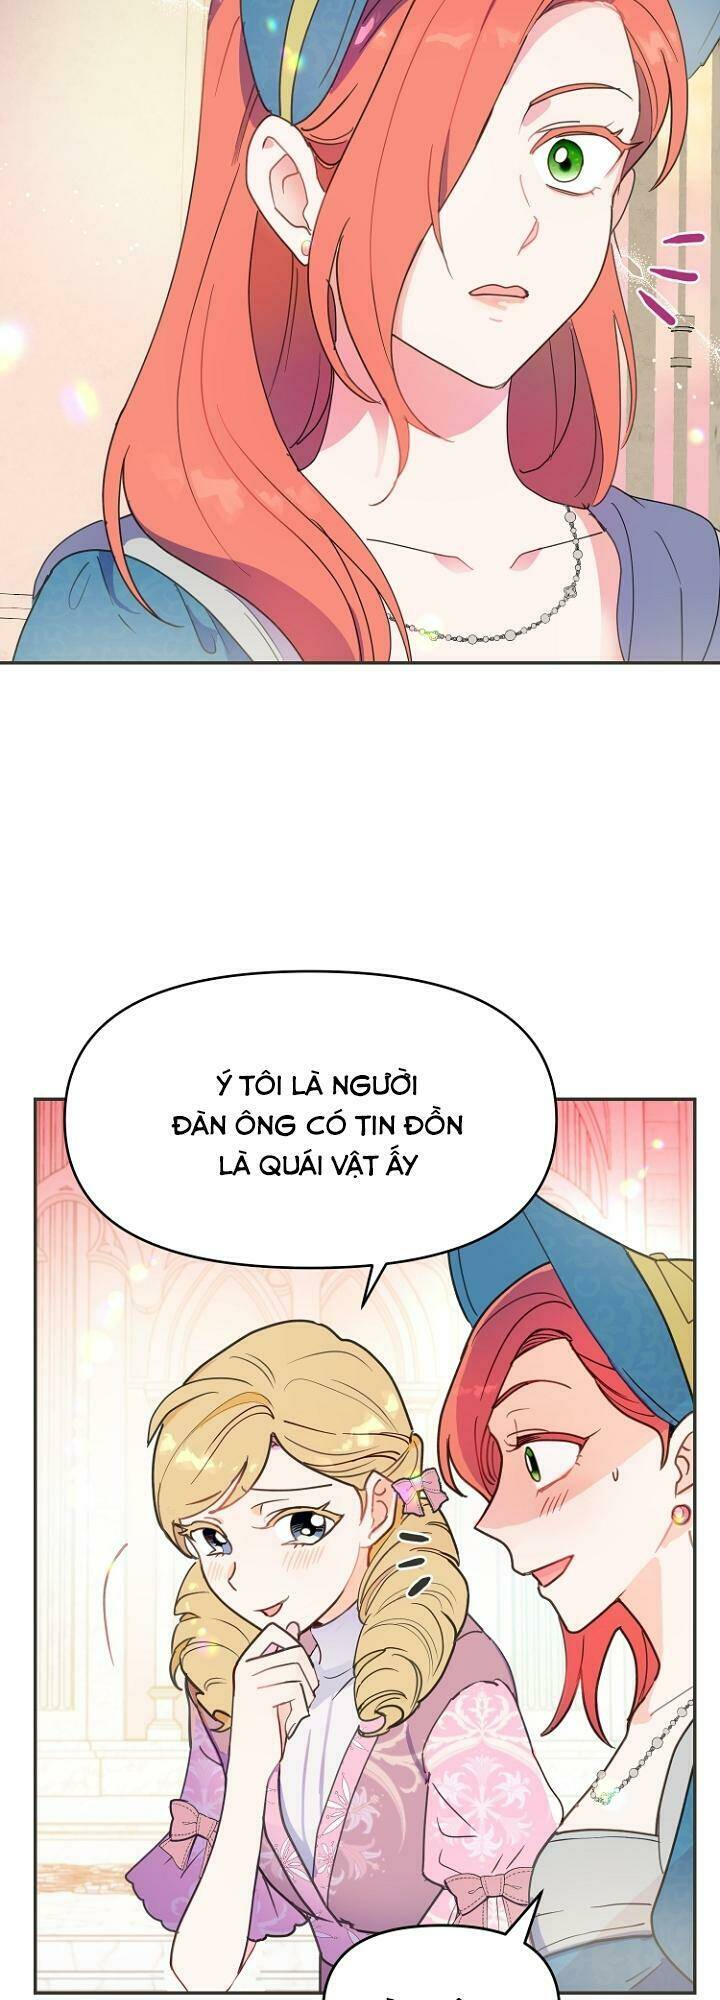 Ý TÔI LÀ NGƯỜI
ĐÀN ÔNG CÓ TIN ĐỒN
LÀ QUÁI VẬT ẤY